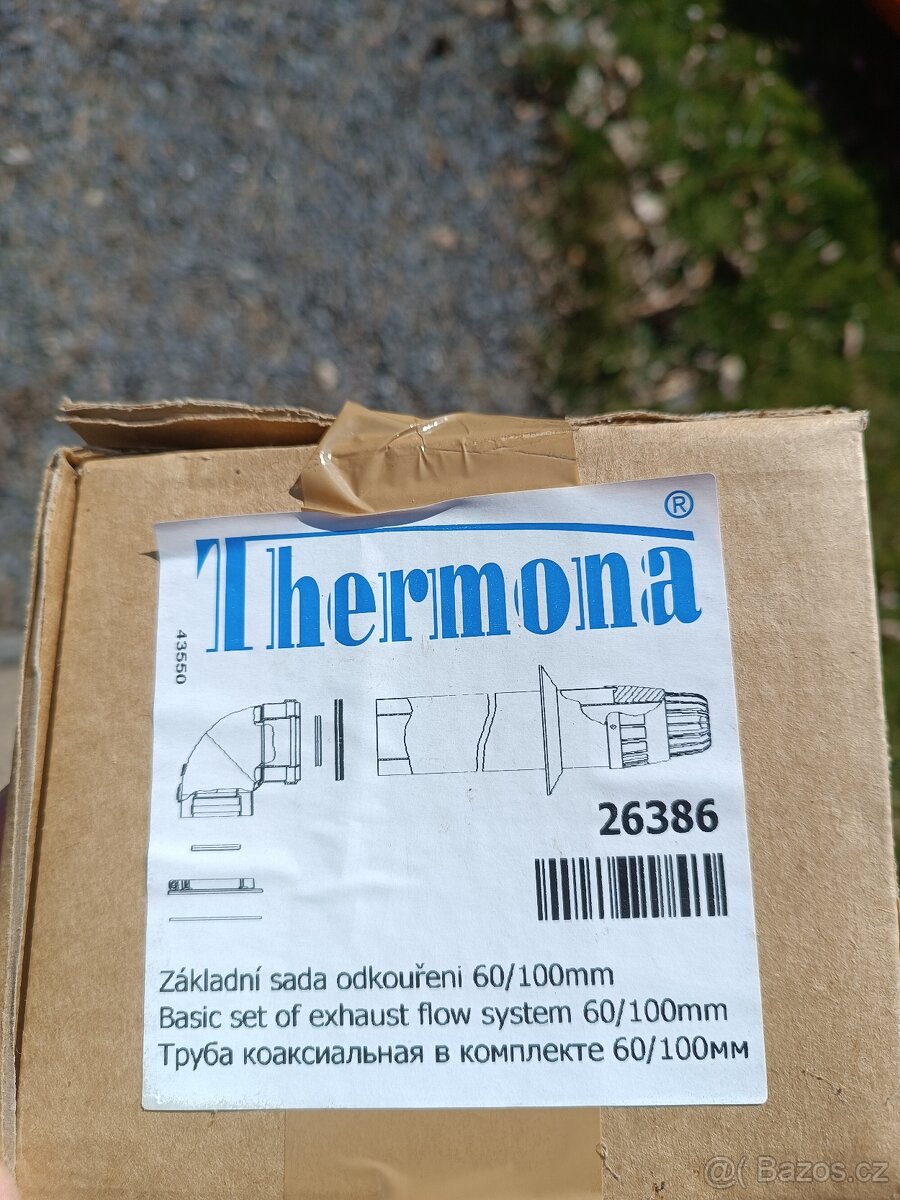 Thermona®
43550
26386
Základní sada odkouření 60/100mm
Basic set of exhaust flow system 60/100mm
Труба коаксиальная в комплекте 60/100мм
@( Bazos.cz